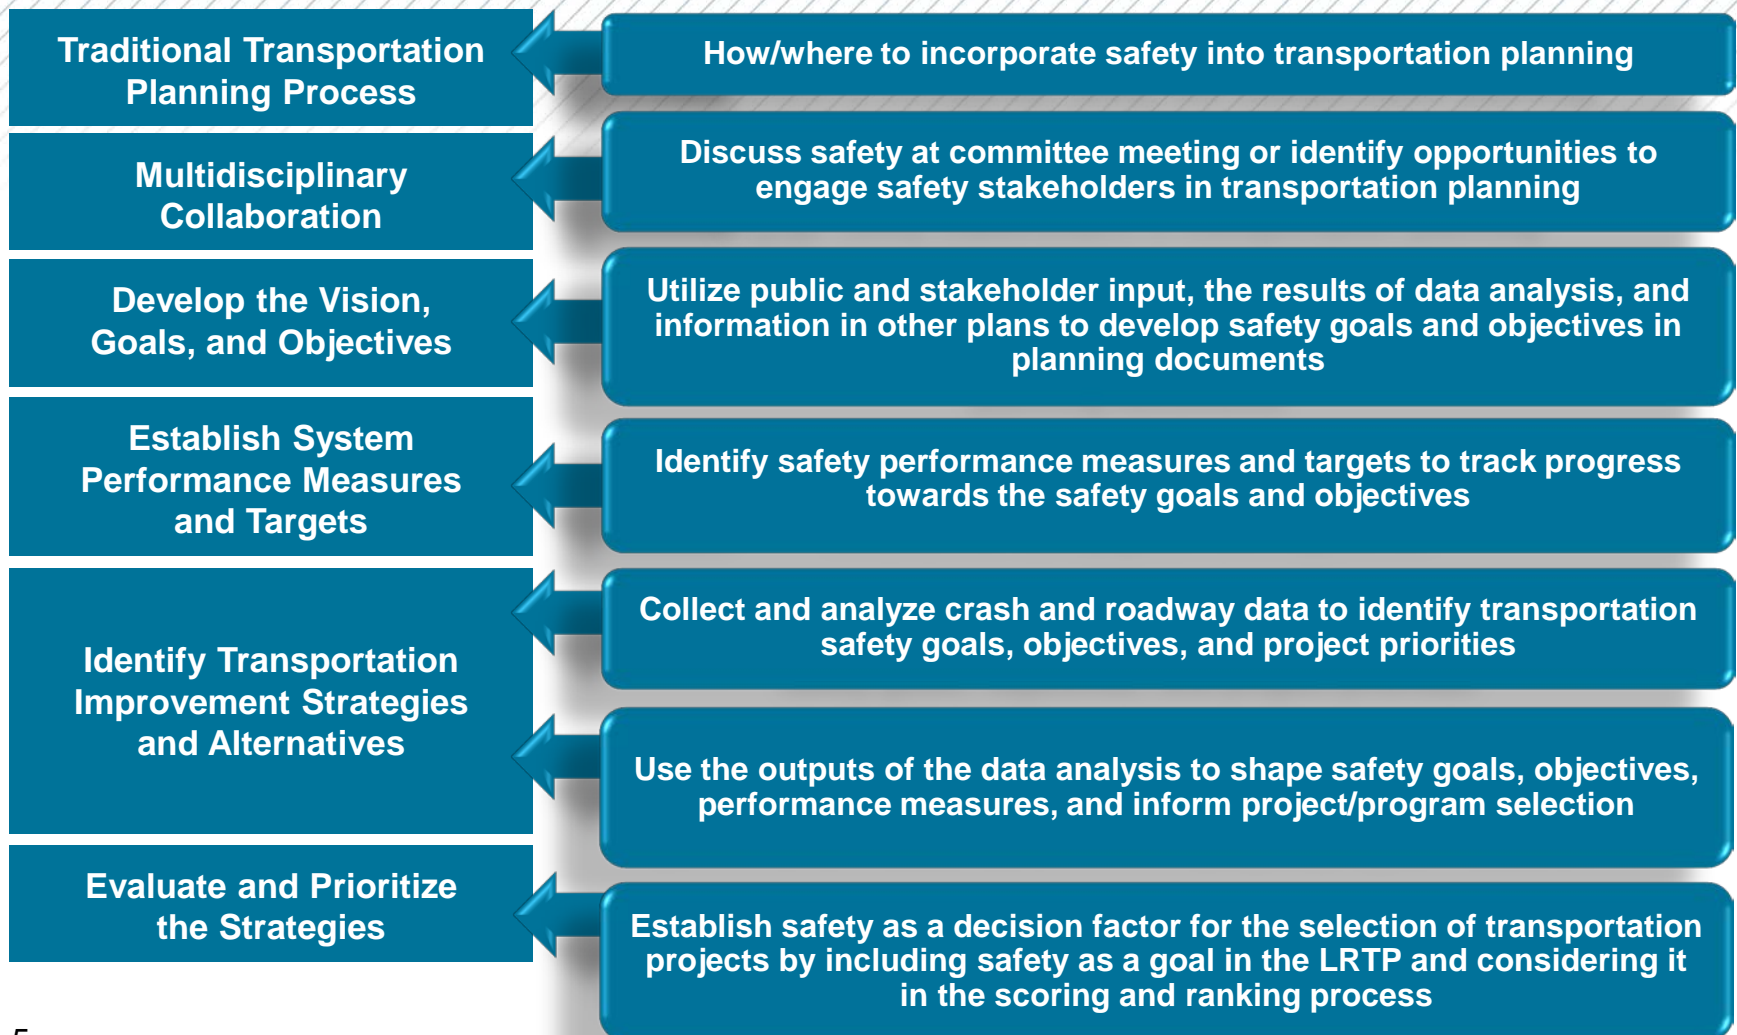 Traditional Transportation
Planning Process
How/where to incorporate safety into transportation planning
Multidisciplinary
Collaboration
Discuss safety at committee meeting or identify opportunities to
engage safety stakeholders in transportation planning
Develop the Vision,
Goals, and Objectives
Utilize public and stakeholder input, the results of data analysis, and
information in other plans to develop safety goals and objectives in
planning documents
Establish System
Performance Measures
and Targets
Identify safety performance measures and targets to track progress
towards the safety goals and objectives
Identify Transportation
Improvement Strategies
and Alternatives
Collect and analyze crash and roadway data to identify transportation
safety goals, objectives, and project priorities
Use the outputs of the data analysis to shape safety goals, objectives,
performance measures, and inform project/program selection
Evaluate and Prioritize
the Strategies
Establish safety as a decision factor for the selection of transportation
projects by including safety as a goal in the LRTP and considering it
in the scoring and ranking process